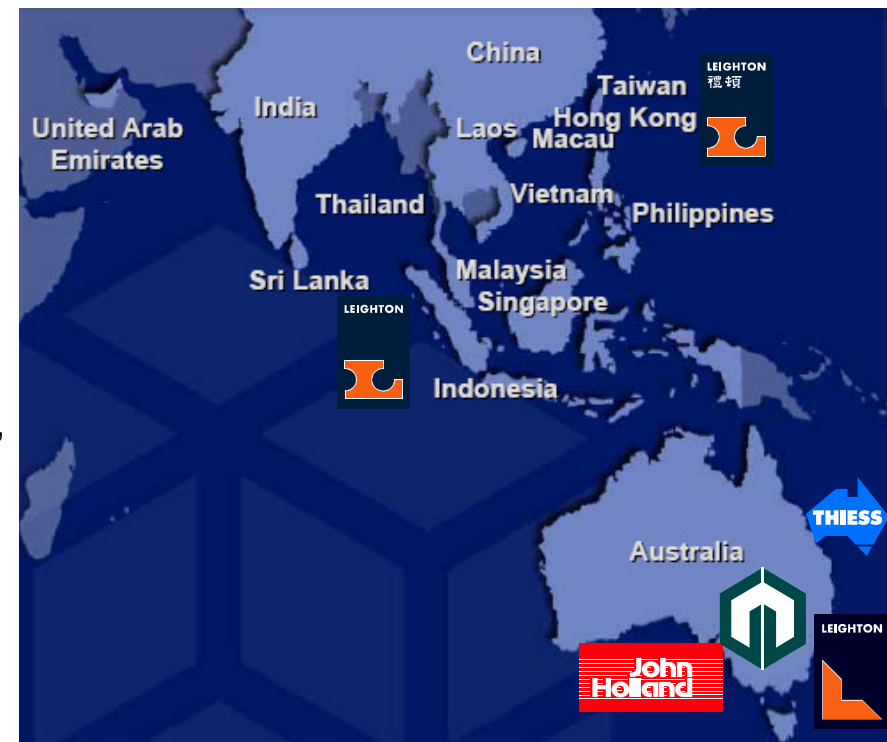 China
Taiwan
LEIGHTON
禮頓
India
Hong Kong
United Arab
Emirates
Laos
Macau
Thailand
Vietnam
Philippines
Sri Lanka
Malaysia
Singapore
LEIGHTON
Indonesia
,
THIESS
Australia
LEIGHTON
John
Holland